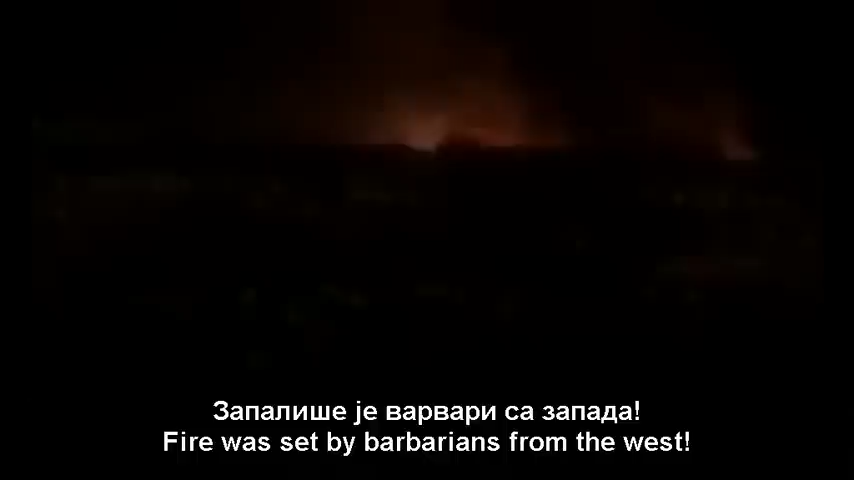 Запалише је варвари са запада!
Fire was set by barbarians from the west!